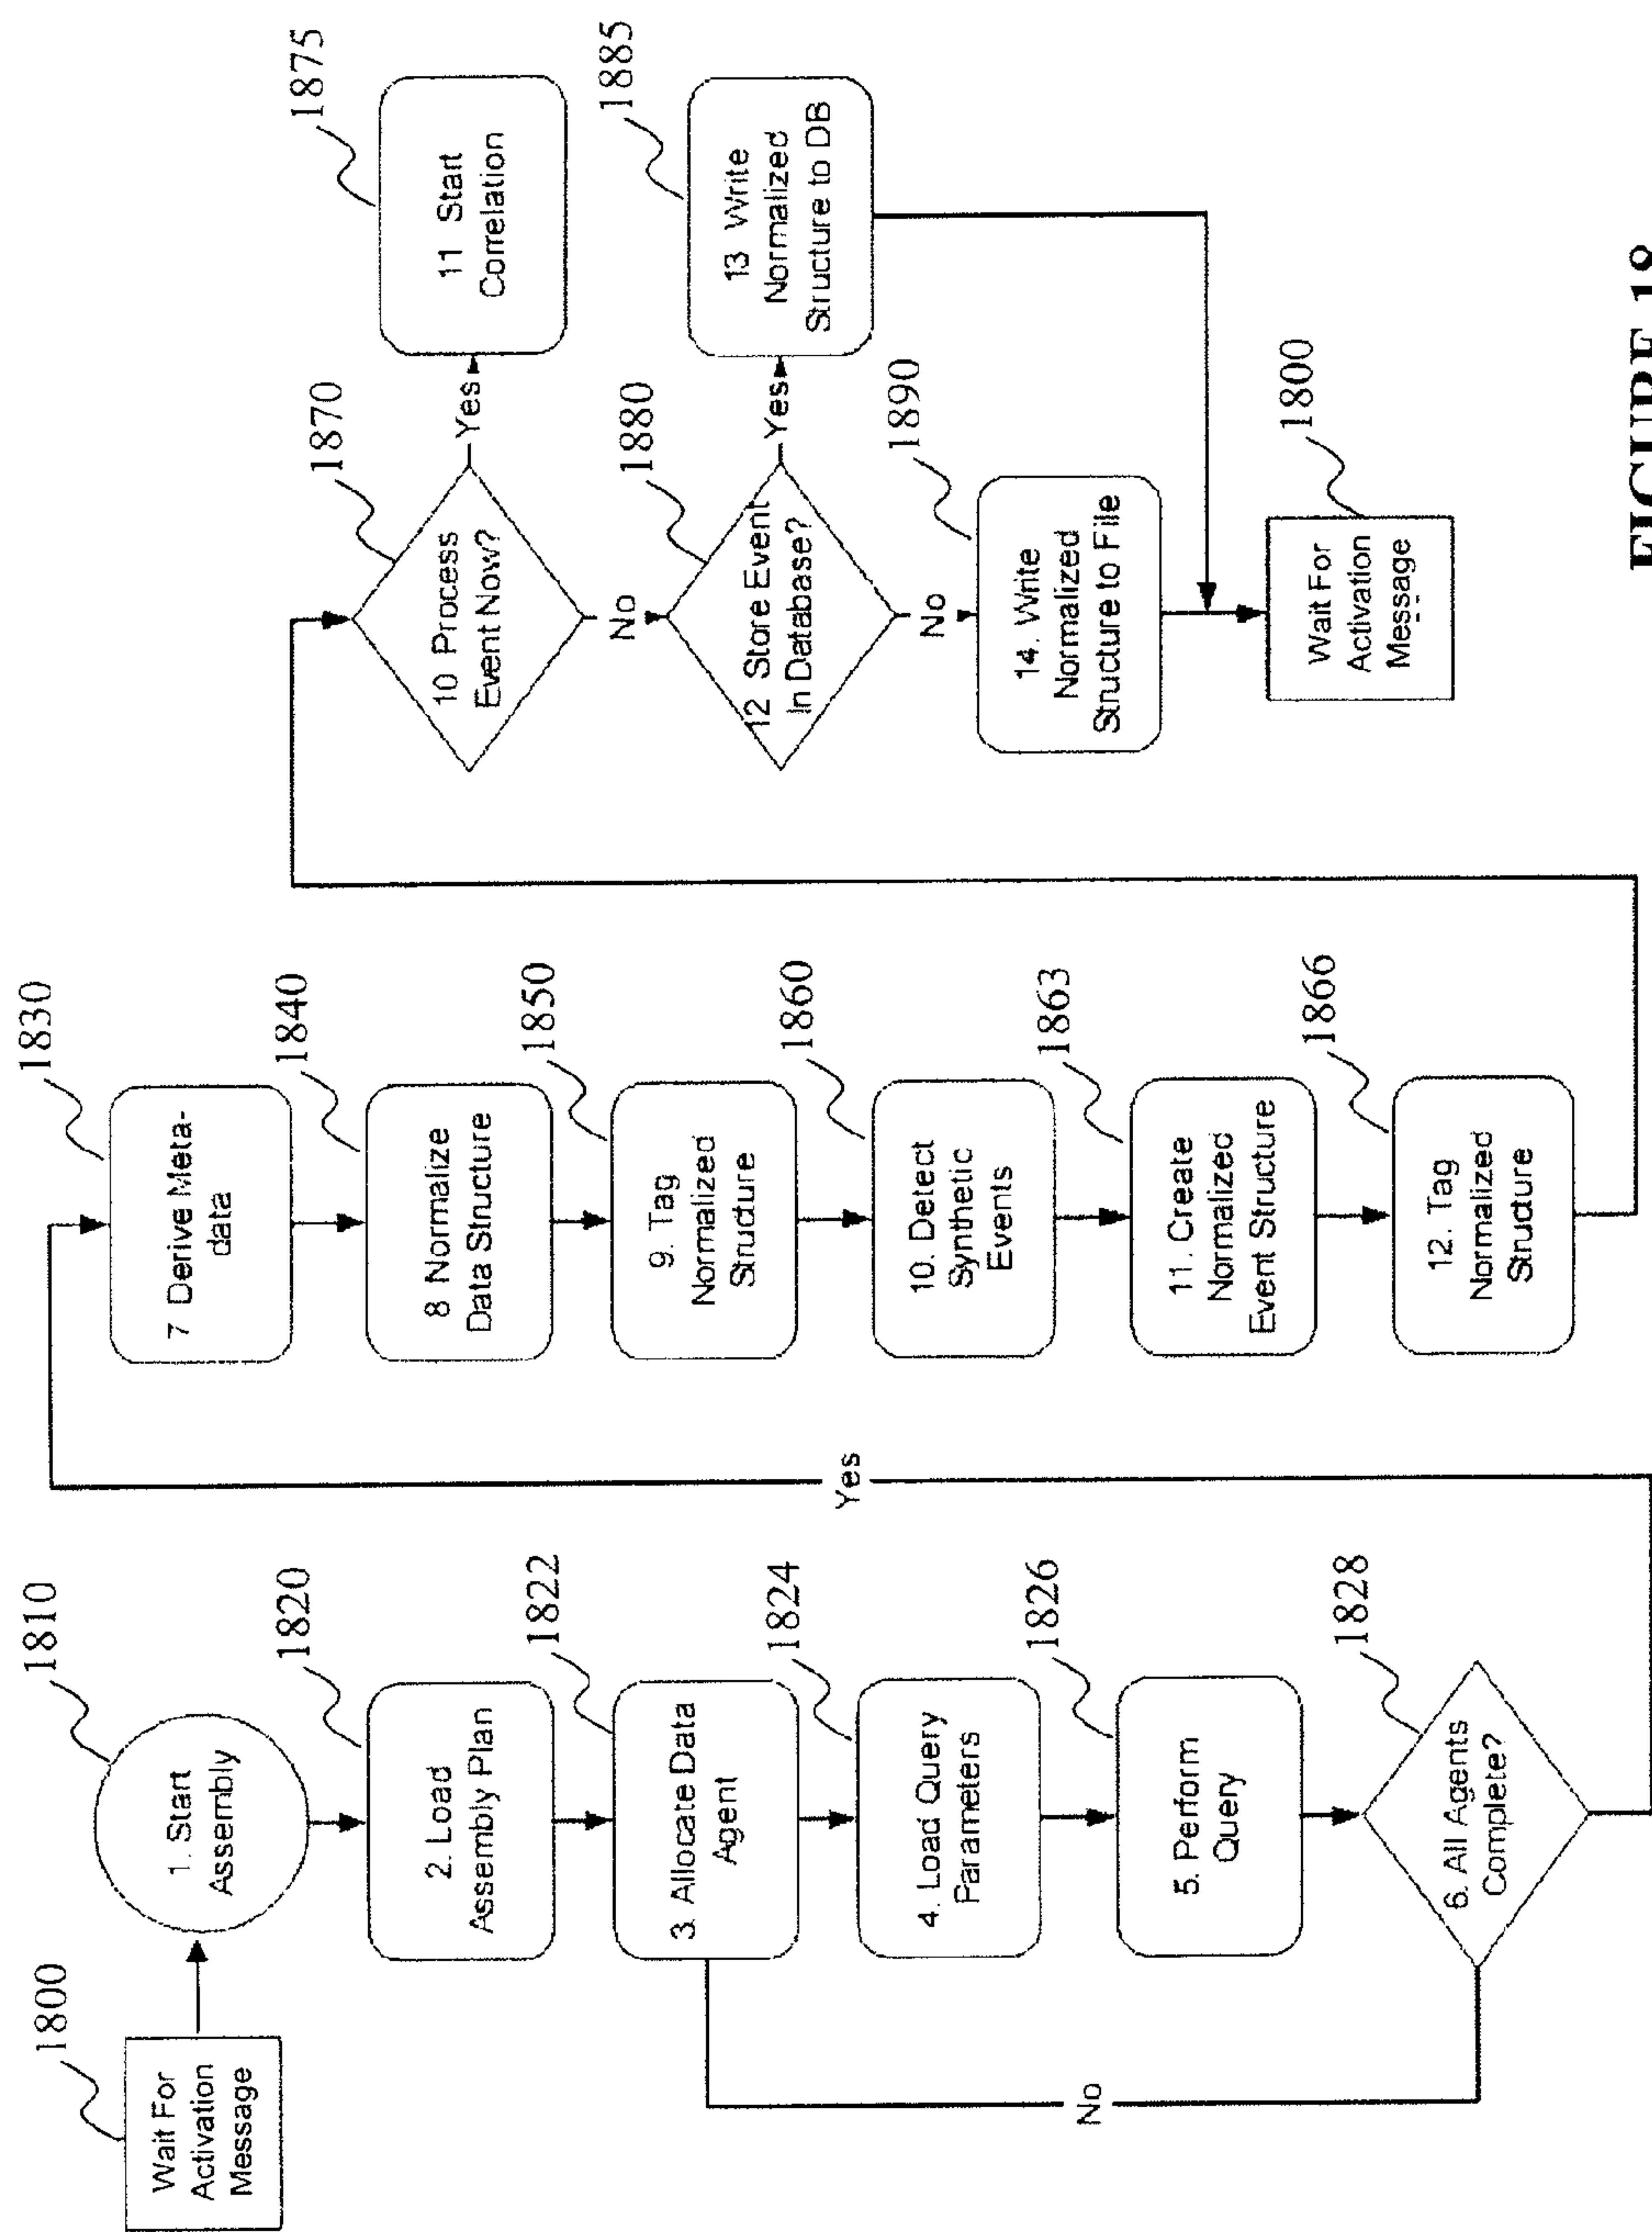 1800
Wait For
Activation
Message
1810
1. Start
Assembly
1820
2. Load
Assembly Plan
1822
3. Allocate Data
Agent
1824
4. Load Query
Parameters
1826
5. Perform
Query
1828
6. All Agents
Complete?
No
Yes
1830
7 Derive Meta-
data
1840
8 Normalize
Data Structure
1850
9. Tag
Normalized
Structure
1860
10. Detect
Synthetic
Events
1863
11. Create
Normalized
Event Structure
1866
12. Tag
Normalized
Structure
1870
10 Process
Event Now?
Yes
1875
11 Start
Correlation
No
1880
12 Store Event
In Database?
Yes
1885
13 Write
Normalized
Structure to DB
No
1890
14. Write
Normalized
Structure to File
1800
Wait For
Activation
Message
FIGURE 18